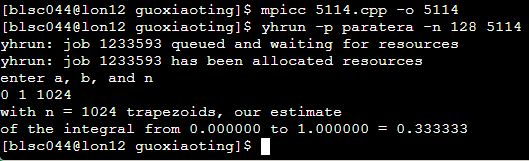 [blsc044@lon12 guoxiaoting]$ mpicc 5114.cpp -o 5114
[blsc044@lon12 guoxiaoting]$ yhrun -p paratera -n 128 5114
yhrun: job 1233593 queued and waiting for resources
yhrun: job 1233593 has been allocated resources
enter a, b, and n
0 1 1024
with n = 1024 trapezoids, our estimate
of the integral from 0.000000 to 1.000000 = 0.333333
[blsc044@lon12 guoxiaoting]$